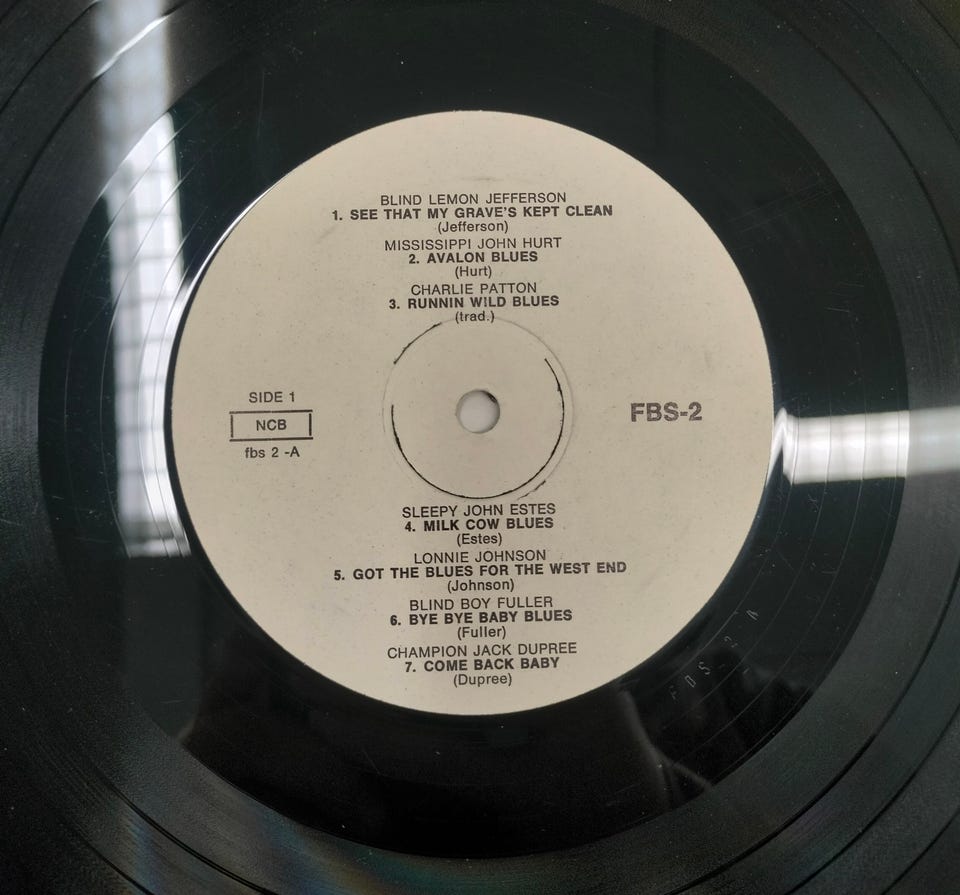 BLIND LEMON JEFFERSON
1. SEE THAT MY GRAVE'S KEPT CLEAN
(Jefferson)
MISSISSIPPI JOHN HURT
2. AVALON BLUES
(Hurt)
CHARLIE PATTON
3. RUNNIN WILD BLUES
(trad.)
SIDE 1
NCB
fbs 2 -A
FBS-2
SLEEPY JOHN ESTES
4. MILK COW BLUES
(Estes)
LONNIE JOHNSON
5. GOT THE BLUES FOR THE WEST END
(Johnson)
BLIND BOY FULLER
6. BYE BYE BABY BLUES
(Fuller)
CHAMPION JACK DUPREE
7. COME BACK BABY
(Dupree)
FBS-2 A